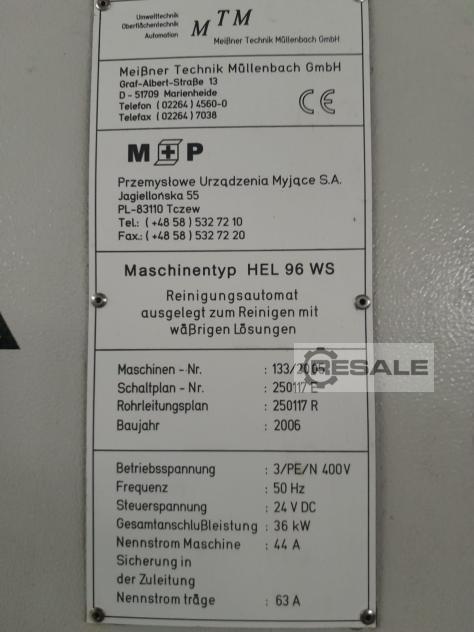 Umwelttechnik
Oberflächentechnik
Automation
MTM
Meißner Technik Müllenbach GmbH
Meißner Technik Müllenbach GmbH
Graf-Albert-Straße 13
D - 51709 Marienheide
Telefon (02264) 4560-0
Telefax (02264) 7038
CE
M+P
Przemysłowe Urządzenia Myjące S.A.
Jagiellońska 55
PL-83110 Tczew
Tel.: (+48 58) 532 72 10
Fax.: (+48 58) 532 72 20
Maschinentyp HEL 96 WS
Reinigungsautomat
ausgelegt zum Reinigen mit
wäßrigen Lösungen
Maschinen - Nr. : 133/2005
Schaltplan - Nr. : 250117 E
Rohrleitungsplan : 250117 R
Baujahr : 2006
RESALE
Betriebsspannung : 3/PE/N 400V
Frequenz : 50 Hz
Steuerspannung : 24 V DC
Gesamtanschlußleistung : 36 kW
Nennstrom Maschine : 44 A
Sicherung in
der Zuleitung
Nennstrom träge : 63 A